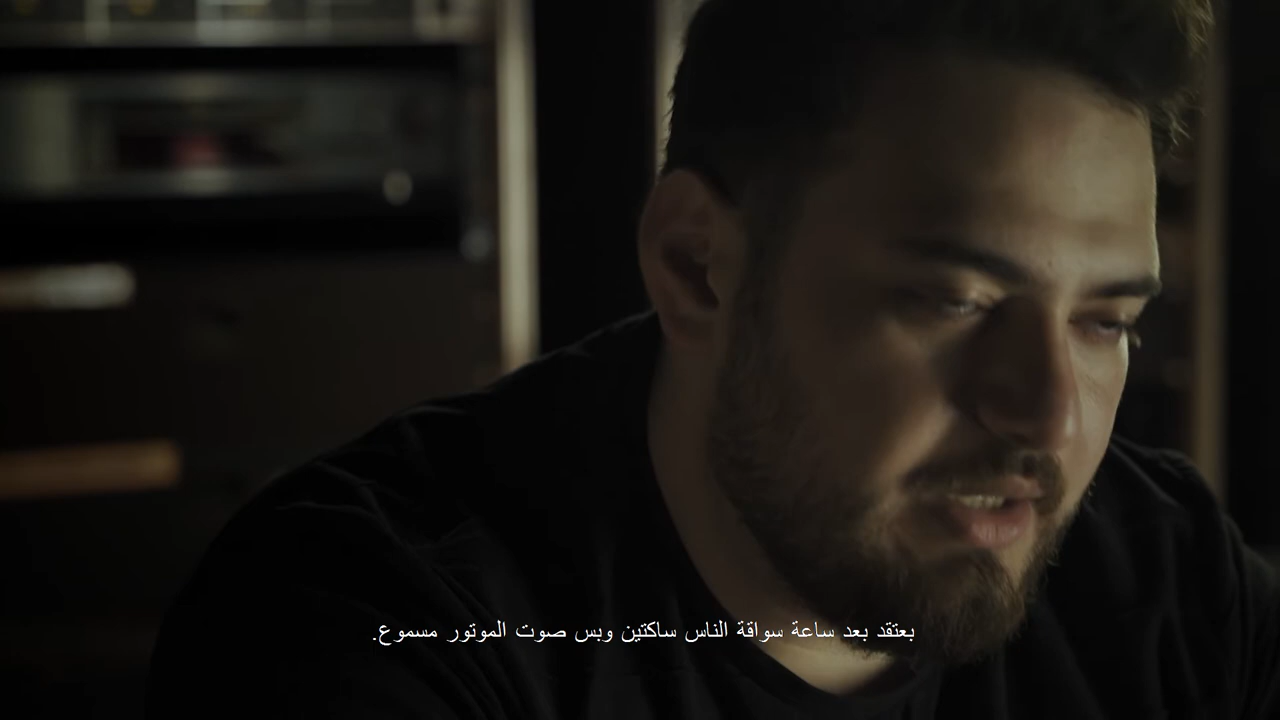 بعتقد بعد ساعة سواقة الناس ساكتين وبس صوت الموتور مسموع.